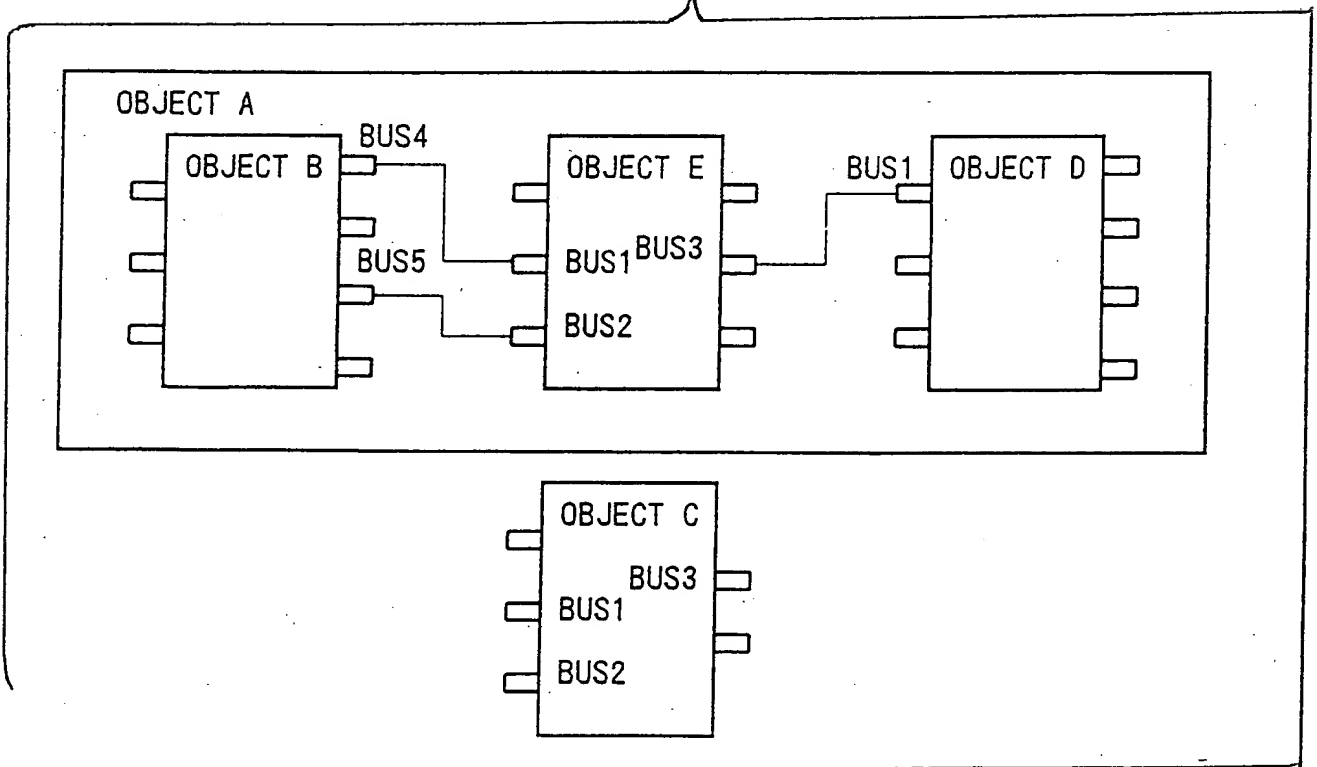 OBJECT A
BUS4
OBJECT B
OBJECT E
BUS1
OBJECT D
BUS3
BUS5
BUS1
BUS2
OBJECT C
BUS3
BUS1
BUS2